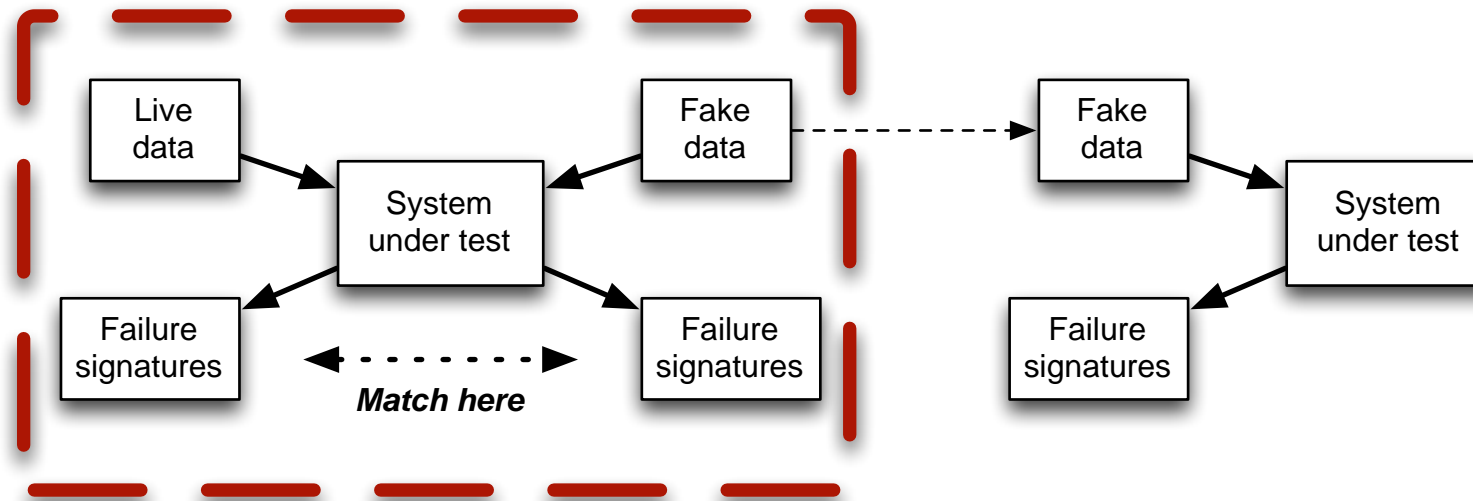 Live
data
Fake
data
Fake
data
System
under test
System
under test
Failure
signatures
Failure
signatures
Failure
signatures
Match here